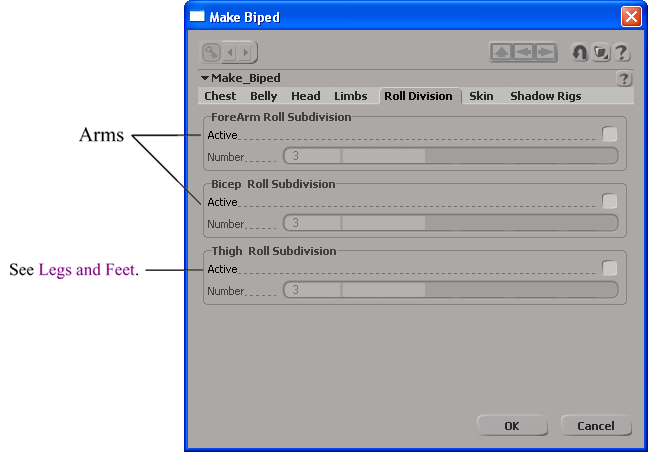 Make Biped
Make_Biped
Chest Belly Head Limbs Roll Division Skin Shadow Rigs
ForeArm Roll Subdivision
Arms
Active
Number 3
Bicep Roll Subdivision
Active
Number 3
Thigh Roll Subdivision
See Legs and Feet.
Active
Number 3
OK Cancel